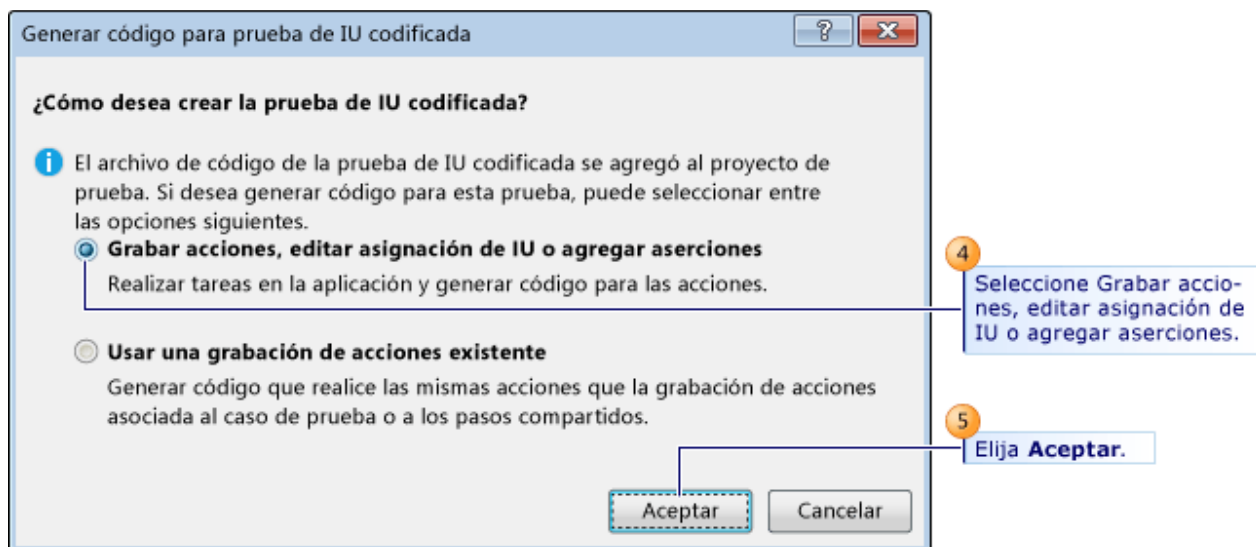 Generar código para prueba de IU codificada
¿Cómo desea crear la prueba de IU codificada?
El archivo de código de la prueba de IU codificada se agregó al proyecto de
prueba. Si desea generar código para esta prueba, puede seleccionar entre
las opciones siguientes.
Grabar acciones, editar asignación de IU o agregar aserciones
Realizar tareas en la aplicación y generar código para las acciones.
4
Seleccione Grabar accio-
nes, editar asignación de
IU o agregar aserciones.
Usar una grabación de acciones existente
Generar código que realice las mismas acciones que la grabación de acciones
asociada al caso de prueba o a los pasos compartidos.
5
Elija Aceptar.
Aceptar
Cancelar